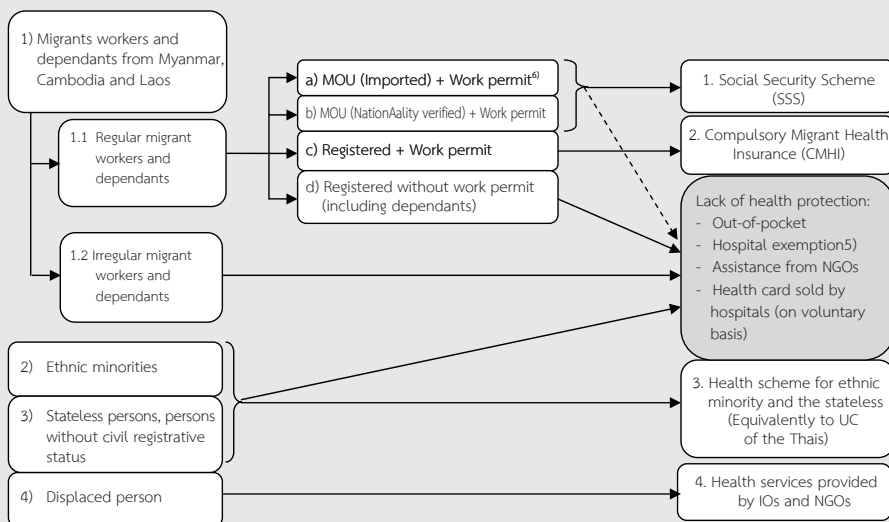 1) Migrants workers and
dependants from Myanmar,
Cambodia and Laos
1.1 Regular migrant
workers and
dependants
1.2 Irregular migrant
workers and
dependants
2) Ethnic minorities
3) Stateless persons, persons
without civil registrative
status
4) Displaced person
a) MOU (Imported) + Work permit⁶⁾
b) MOU (NationAality verified) + Work permit
c) Registered + Work permit
d) Registered without work permit
(including dependants)
1. Social Security Scheme
(SSS)
2. Compulsory Migrant Health
Insurance (CMHI)
Lack of health protection:
- Out-of-pocket
- Hospital exemption5)
- Assistance from NGOs
- Health card sold by
hospitals (on voluntary
basis)
3. Health scheme for ethnic
minority and the stateless
(Equivalently to UC
of the Thais)
4. Health services provided
by IOs and NGOs